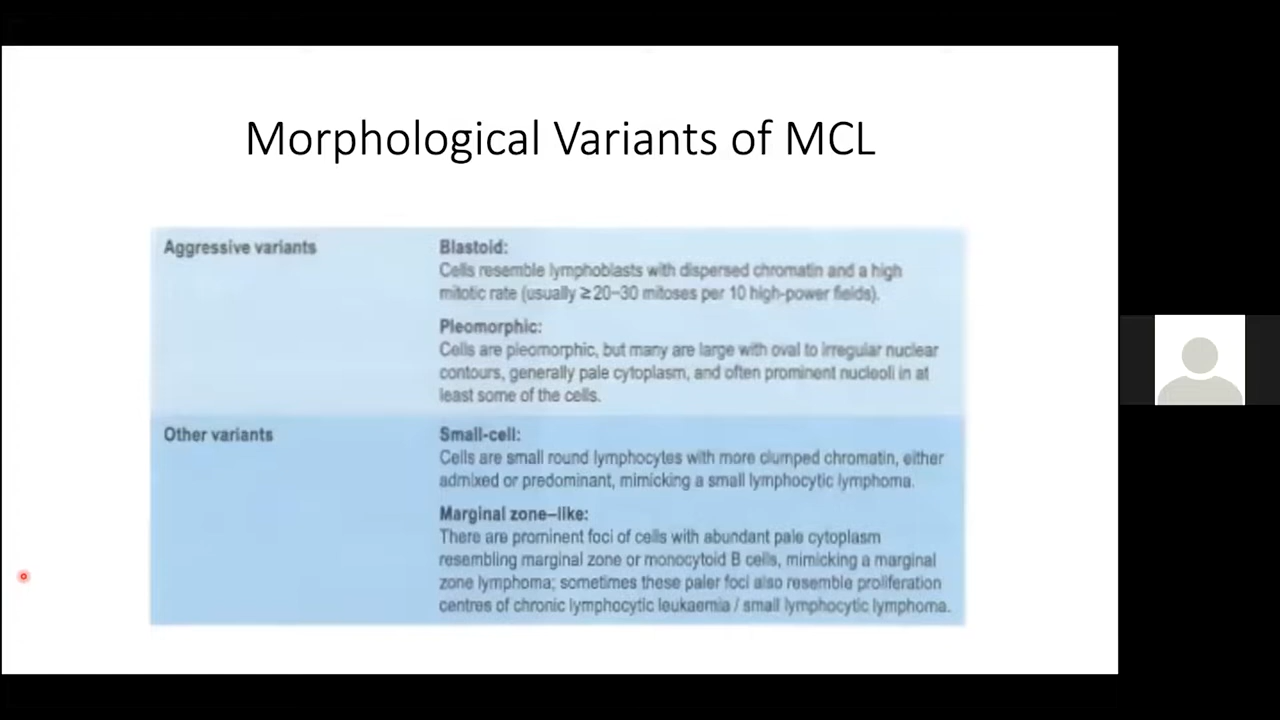 Morphological Variants of MCL
Aggressive variants
Blastoid:
Cells resemble lymphoblasts with dispersed chromatin and a high
mitotic rate (usually ≥20–30 mitoses per 10 high-power fields).
Pleomorphic:
Cells are pleomorphic, but many are large with oval to irregular nuclear
contours, generally pale cytoplasm, and often prominent nucleoli in at
least some of the cells.
Other variants
Small-cell:
Cells are small round lymphocytes with more clumped chromatin, either
admixed or predominant, mimicking a small lymphocytic lymphoma.
Marginal zone–like:
There are prominent foci of cells with abundant pale cytoplasm
resembling marginal zone or monocytoid B cells, mimicking a marginal
zone lymphoma; sometimes these paler foci also resemble proliferation
centres of chronic lymphocytic leukaemia / small lymphocytic lymphoma.